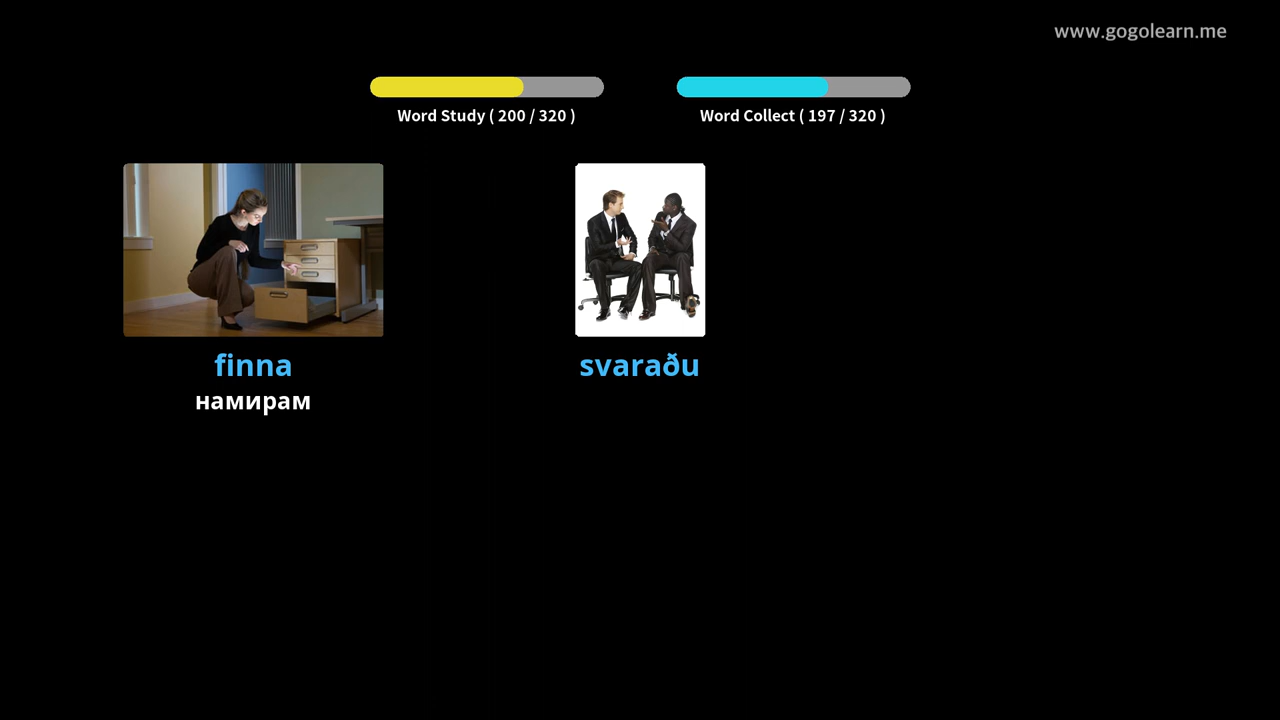 www.gogolearn.me
Word Study ( 200 / 320 )
Word Collect ( 197 / 320 )
finna
svaraðu
намирам